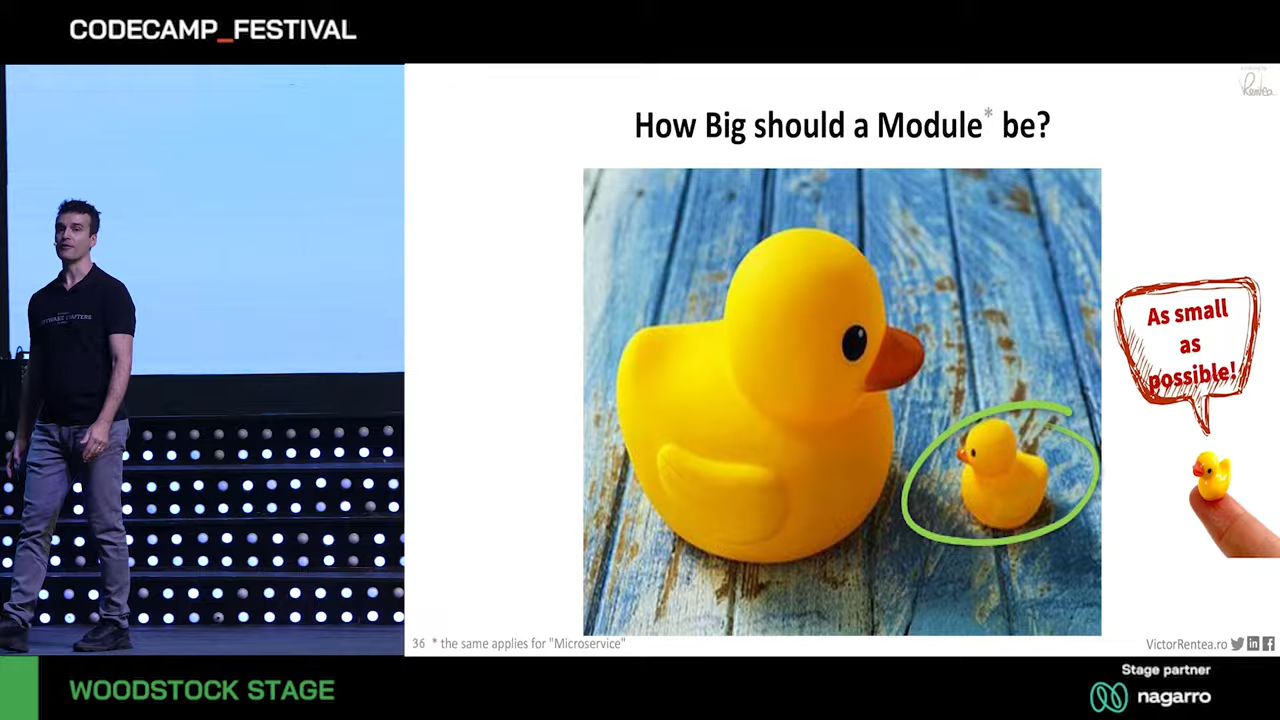 CODECAMP_FESTIVAL
Rentea
How Big should a Module* be?
As small
as
possible!
36 * the same applies for "Microservice"
VictorRentea.ro
WOODSTOCK STAGE
Stage partner
nagarro